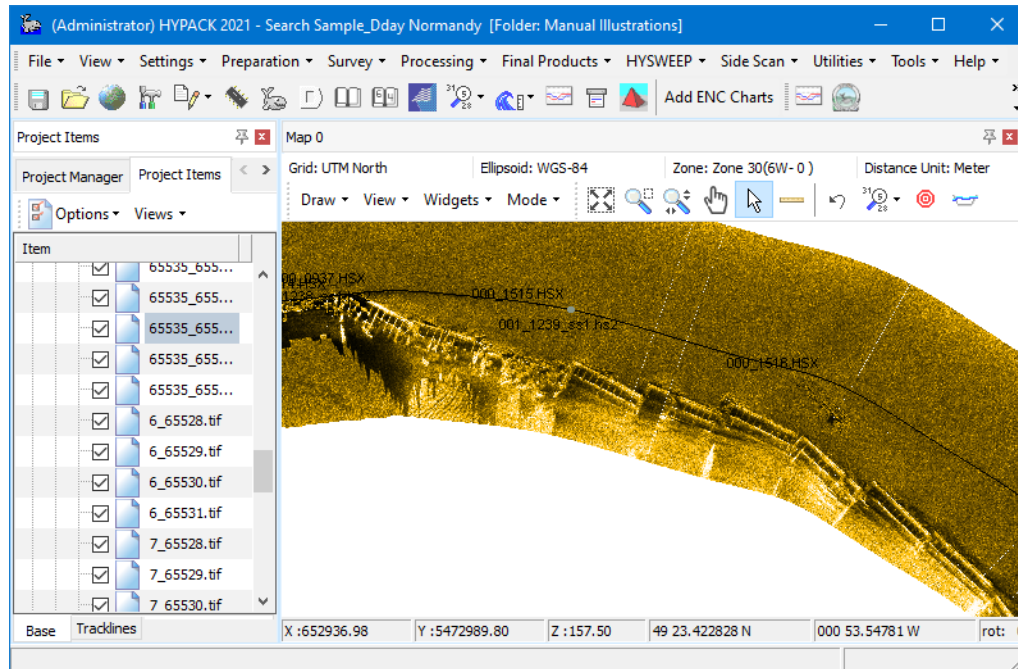 (Administrator) HYPACK 2021 - Search Sample_Dday Normandy [Folder: Manual Illustrations]
File View Settings Preparation Survey Processing Final Products HYSWEEP Side Scan Utilities Tools Help
Add ENC Charts
Project Items
Project Manager Project Items
Options Views
Item
65535_655...
65535_655...
65535_655...
65535_655...
65535_655...
6_65528.tif
6_65529.tif
6_65530.tif
6_65531.tif
7_65528.tif
7_65529.tif
7_65530.tif
Base Tracklines
Map 0
Grid: UTM North Ellipsoid: WGS-84 Zone: Zone 30(6W- 0 ) Distance Unit: Meter
Draw View Widgets Mode
000_1515.HSX
001_1239_ss1.hs2
000_1516.HSX
X :652936.98 Y :5472989.80 Z :157.50 49 23.422828 N 000 53.54781 W rot: